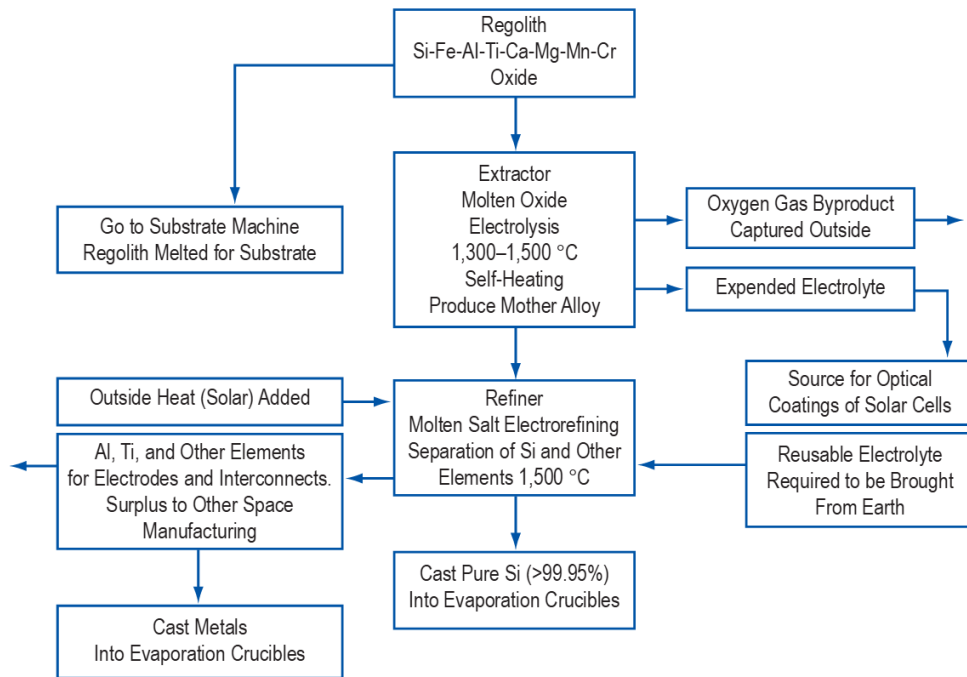 Regolith
Si-Fe-Al-Ti-Ca-Mg-Mn-Cr
Oxide
Extractor
Molten Oxide
Electrolysis
1,300–1,500 °C
Self-Heating
Produce Mother Alloy
Go to Substrate Machine
Regolith Melted for Substrate
Oxygen Gas Byproduct
Captured Outside
Expended Electrolyte
Source for Optical
Coatings of Solar Cells
Outside Heat (Solar) Added
Refiner
Molten Salt Electrorefining
Separation of Si and Other
Elements 1,500 °C
Reusable Electrolyte
Required to be Brought
From Earth
Al, Ti, and Other Elements
for Electrodes and Interconnects.
Surplus to Other Space
Manufacturing
Cast Pure Si (>99.95%)
Into Evaporation Crucibles
Cast Metals
Into Evaporation Crucibles